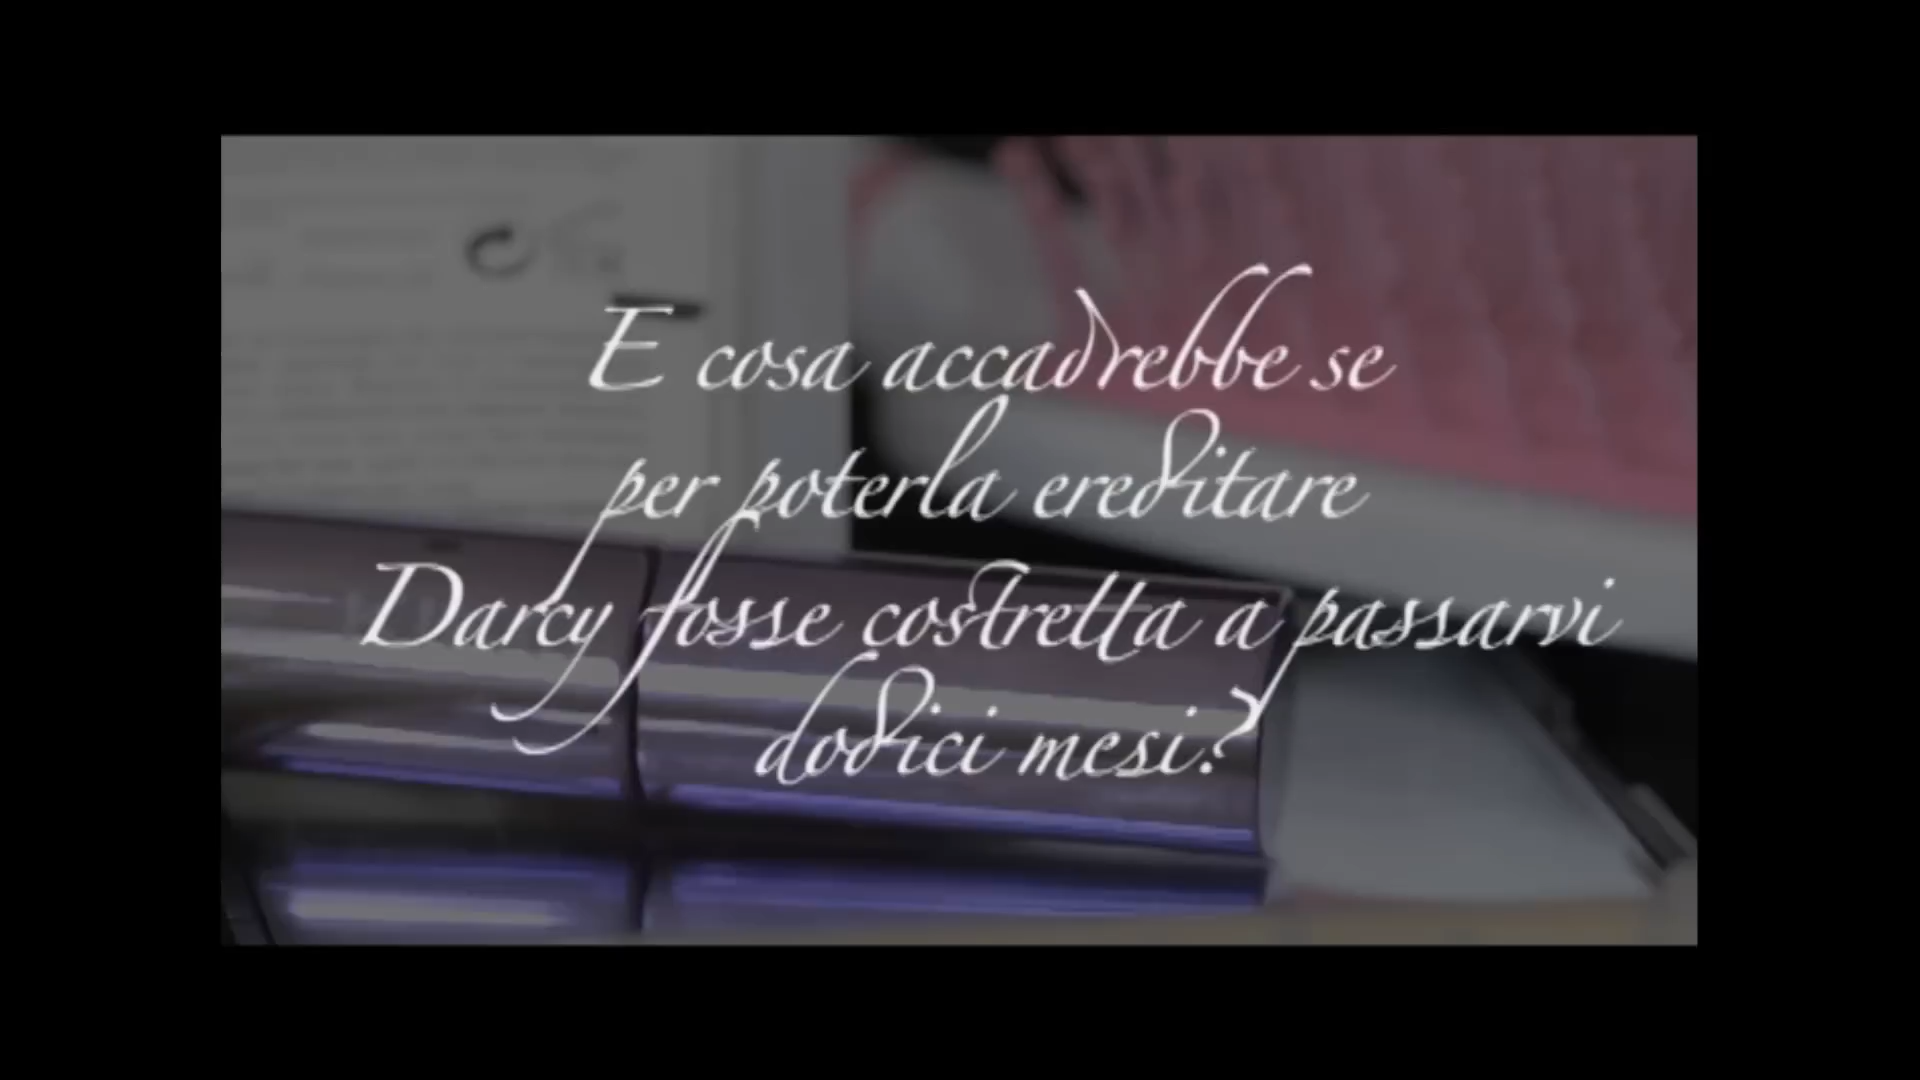 E cosa accadrebbe se
per poterla ereditare
Darcy fosse costretta a passarvi
dodici mesi?